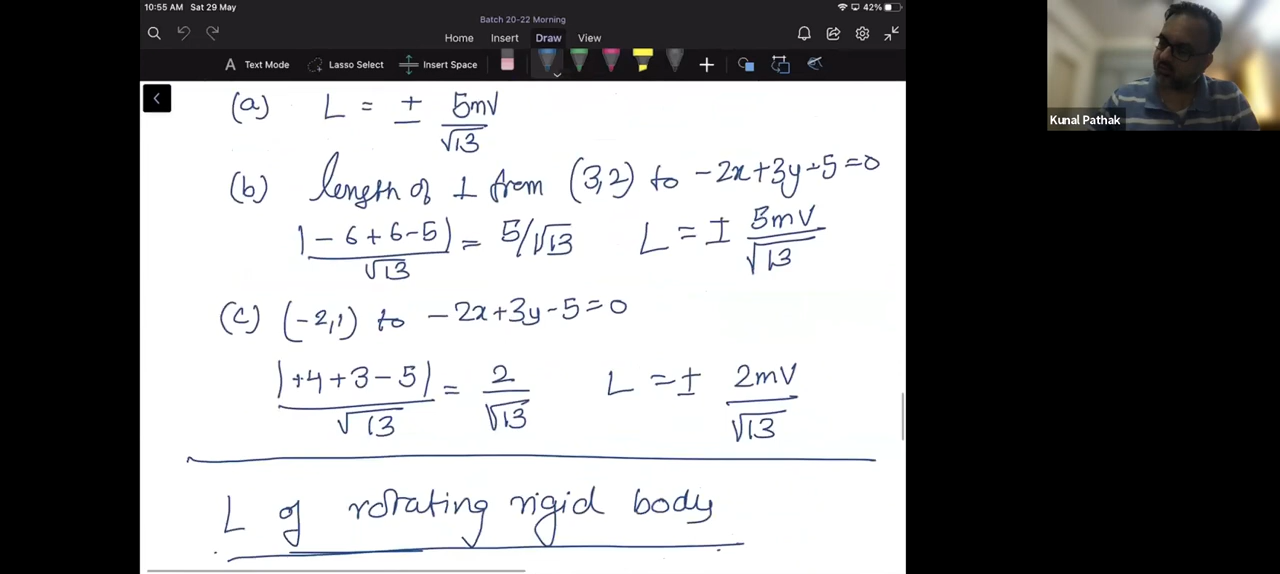 10:55 AM Sat 29 May
42%
Batch 20-22 Morning
Home Insert Draw View
Text Mode Lasso Select Insert Space
(a) L = ± 5mV/√13
(b) length of ⊥ from (3,2) to -2x+3y-5=0
|-6+6-5|/√13 = 5/√13 L = ± 5mV/√13
(c) (-2,1) to -2x+3y-5=0
|+4+3-5|/√13 = 2/√13 L = ± 2mV/√13
L of rotating rigid body
Kunal Pathak